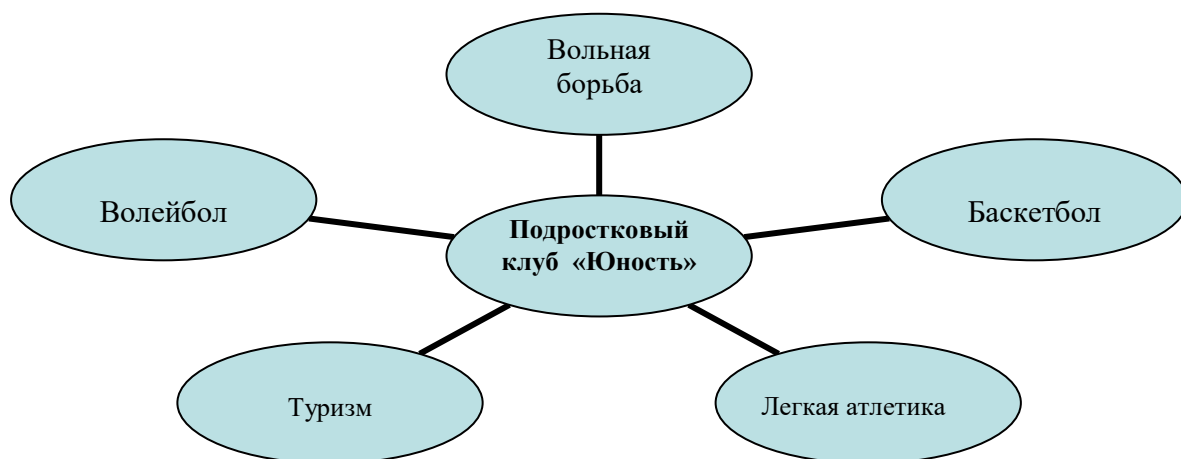 Вольная
борьба
Волейбол
Баскетбол
Подростковый
клуб «Юность»
Туризм
Легкая атлетика